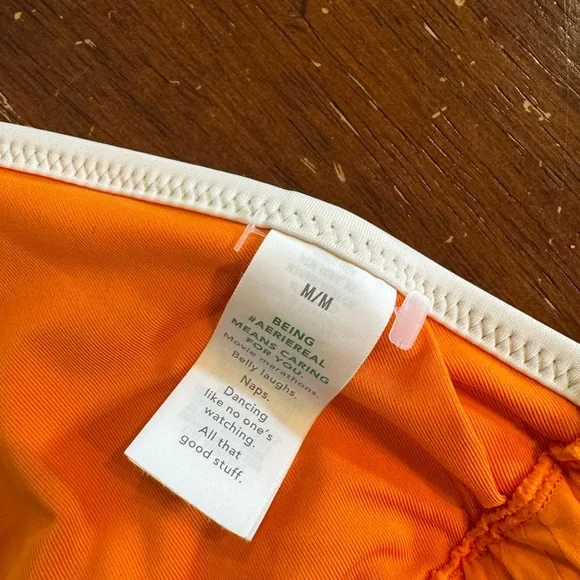 M/M
BEING
#AERIEREAL
MEANS CARING
FOR YOU.
Movie marathons.
Belly laughs.
Naps.
Dancing
like no one's
watching.
All that
good stuff.